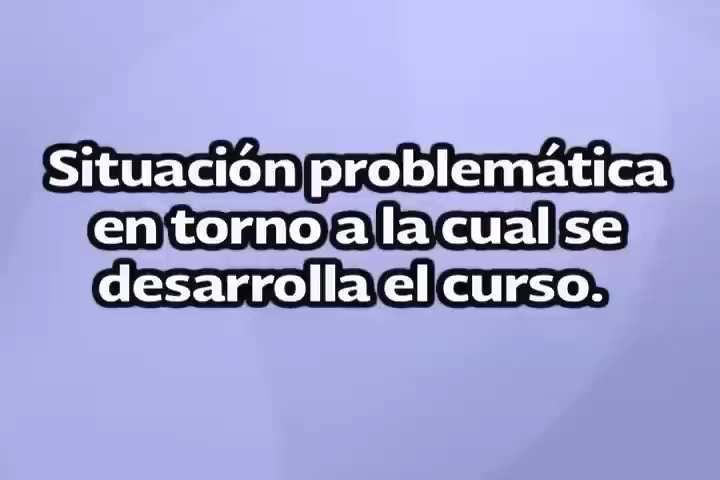 Situación problemática
en torno a la cual se
desarrolla el curso.